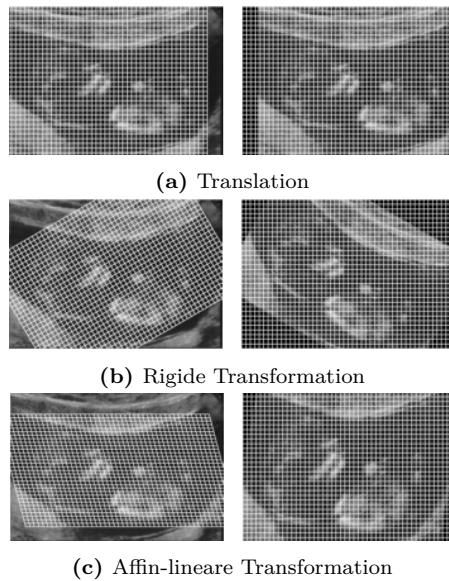 (a) Translation
(b) Rigide Transformation
(c) Affin-lineare Transformation